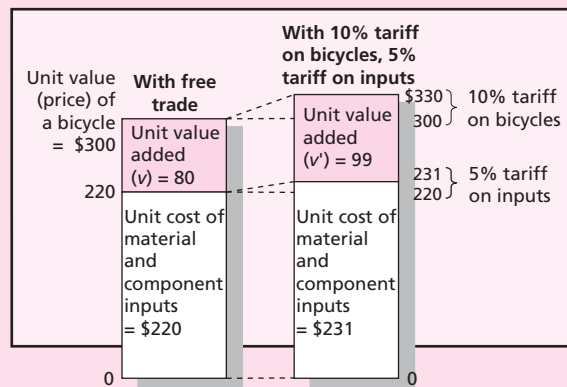 With 10% tariff
on bicycles, 5%
tariff on inputs
Unit value
(price) of
a bicycle
= $300
With free
trade
$330
300
10% tariff
on bicycles
Unit value
added
(v) = 80
Unit value
added
(v') = 99
220
231
220
5% tariff
on inputs
Unit cost of
material
and
component
inputs
= $220
Unit cost of
material
and
component
inputs
= $231
0
0